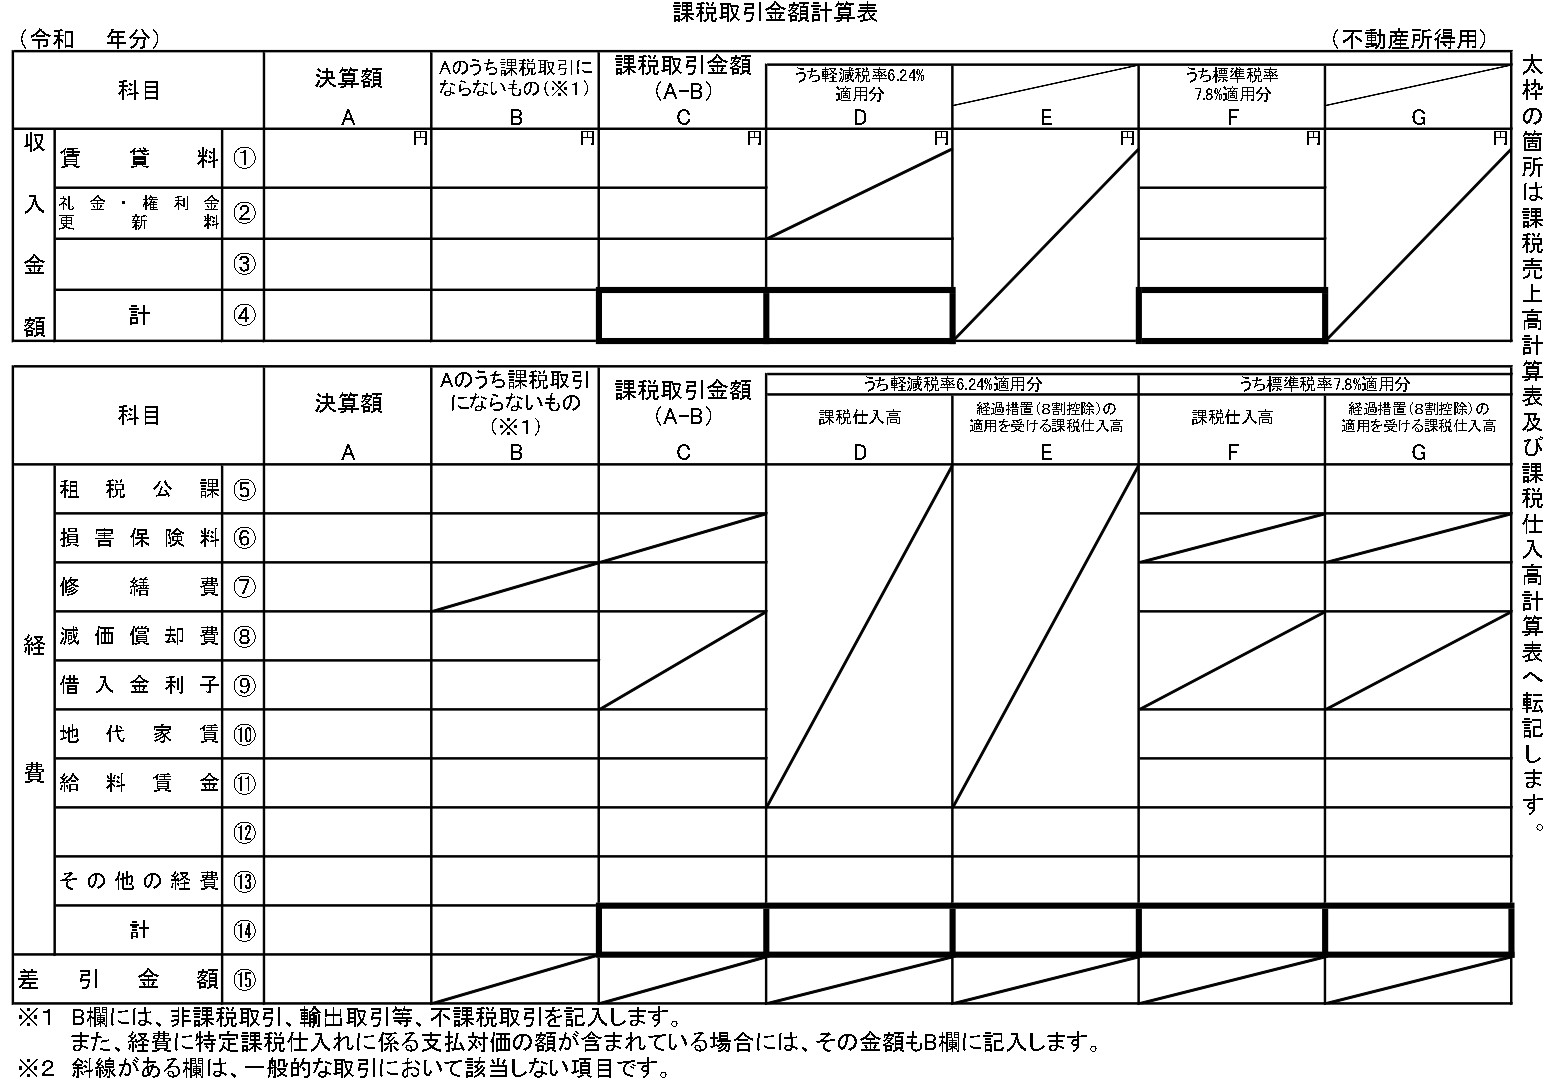 課税取引金額計算表
（令和　年分）
（不動産所得用）
科目
決算額
A
Aのうち課税取引に
ならないもの（※1）
B
課税取引金額
（A−B）
C
うち軽減税率6.24%
適用分
D
E
うち標準税率
7.8%適用分
F
G
収入金額
賃貸料 ① 円 円 円 円 円 円 円
礼金・権利金
更新料 ②
③
計 ④
科目
決算額
A
Aのうち課税取引
にならないもの
（※1）
B
課税取引金額
（A−B）
C
うち軽減税率6.24%適用分
課税仕入高
D
経過措置（8割控除）の
適用を受ける課税仕入高
E
うち標準税率7.8%適用分
課税仕入高
F
経過措置（8割控除）の
適用を受ける課税仕入高
G
経費
租税公課 ⑤
損害保険料 ⑥
修繕費 ⑦
減価償却費 ⑧
借入金利子 ⑨
地代家賃 ⑩
給料賃金 ⑪
⑫
その他の経費 ⑬
計 ⑭
差引金額 ⑮
※1　B欄には、非課税取引、輸出取引等、不課税取引を記入します。
また、経費に特定課税仕入れに係る支払対価の額が含まれている場合には、その金額もB欄に記入します。
※2　斜線がある欄は、一般的な取引において該当しない項目です。
太枠の箇所は課税売上高計算表及び課税仕入高計算表へ転記します。